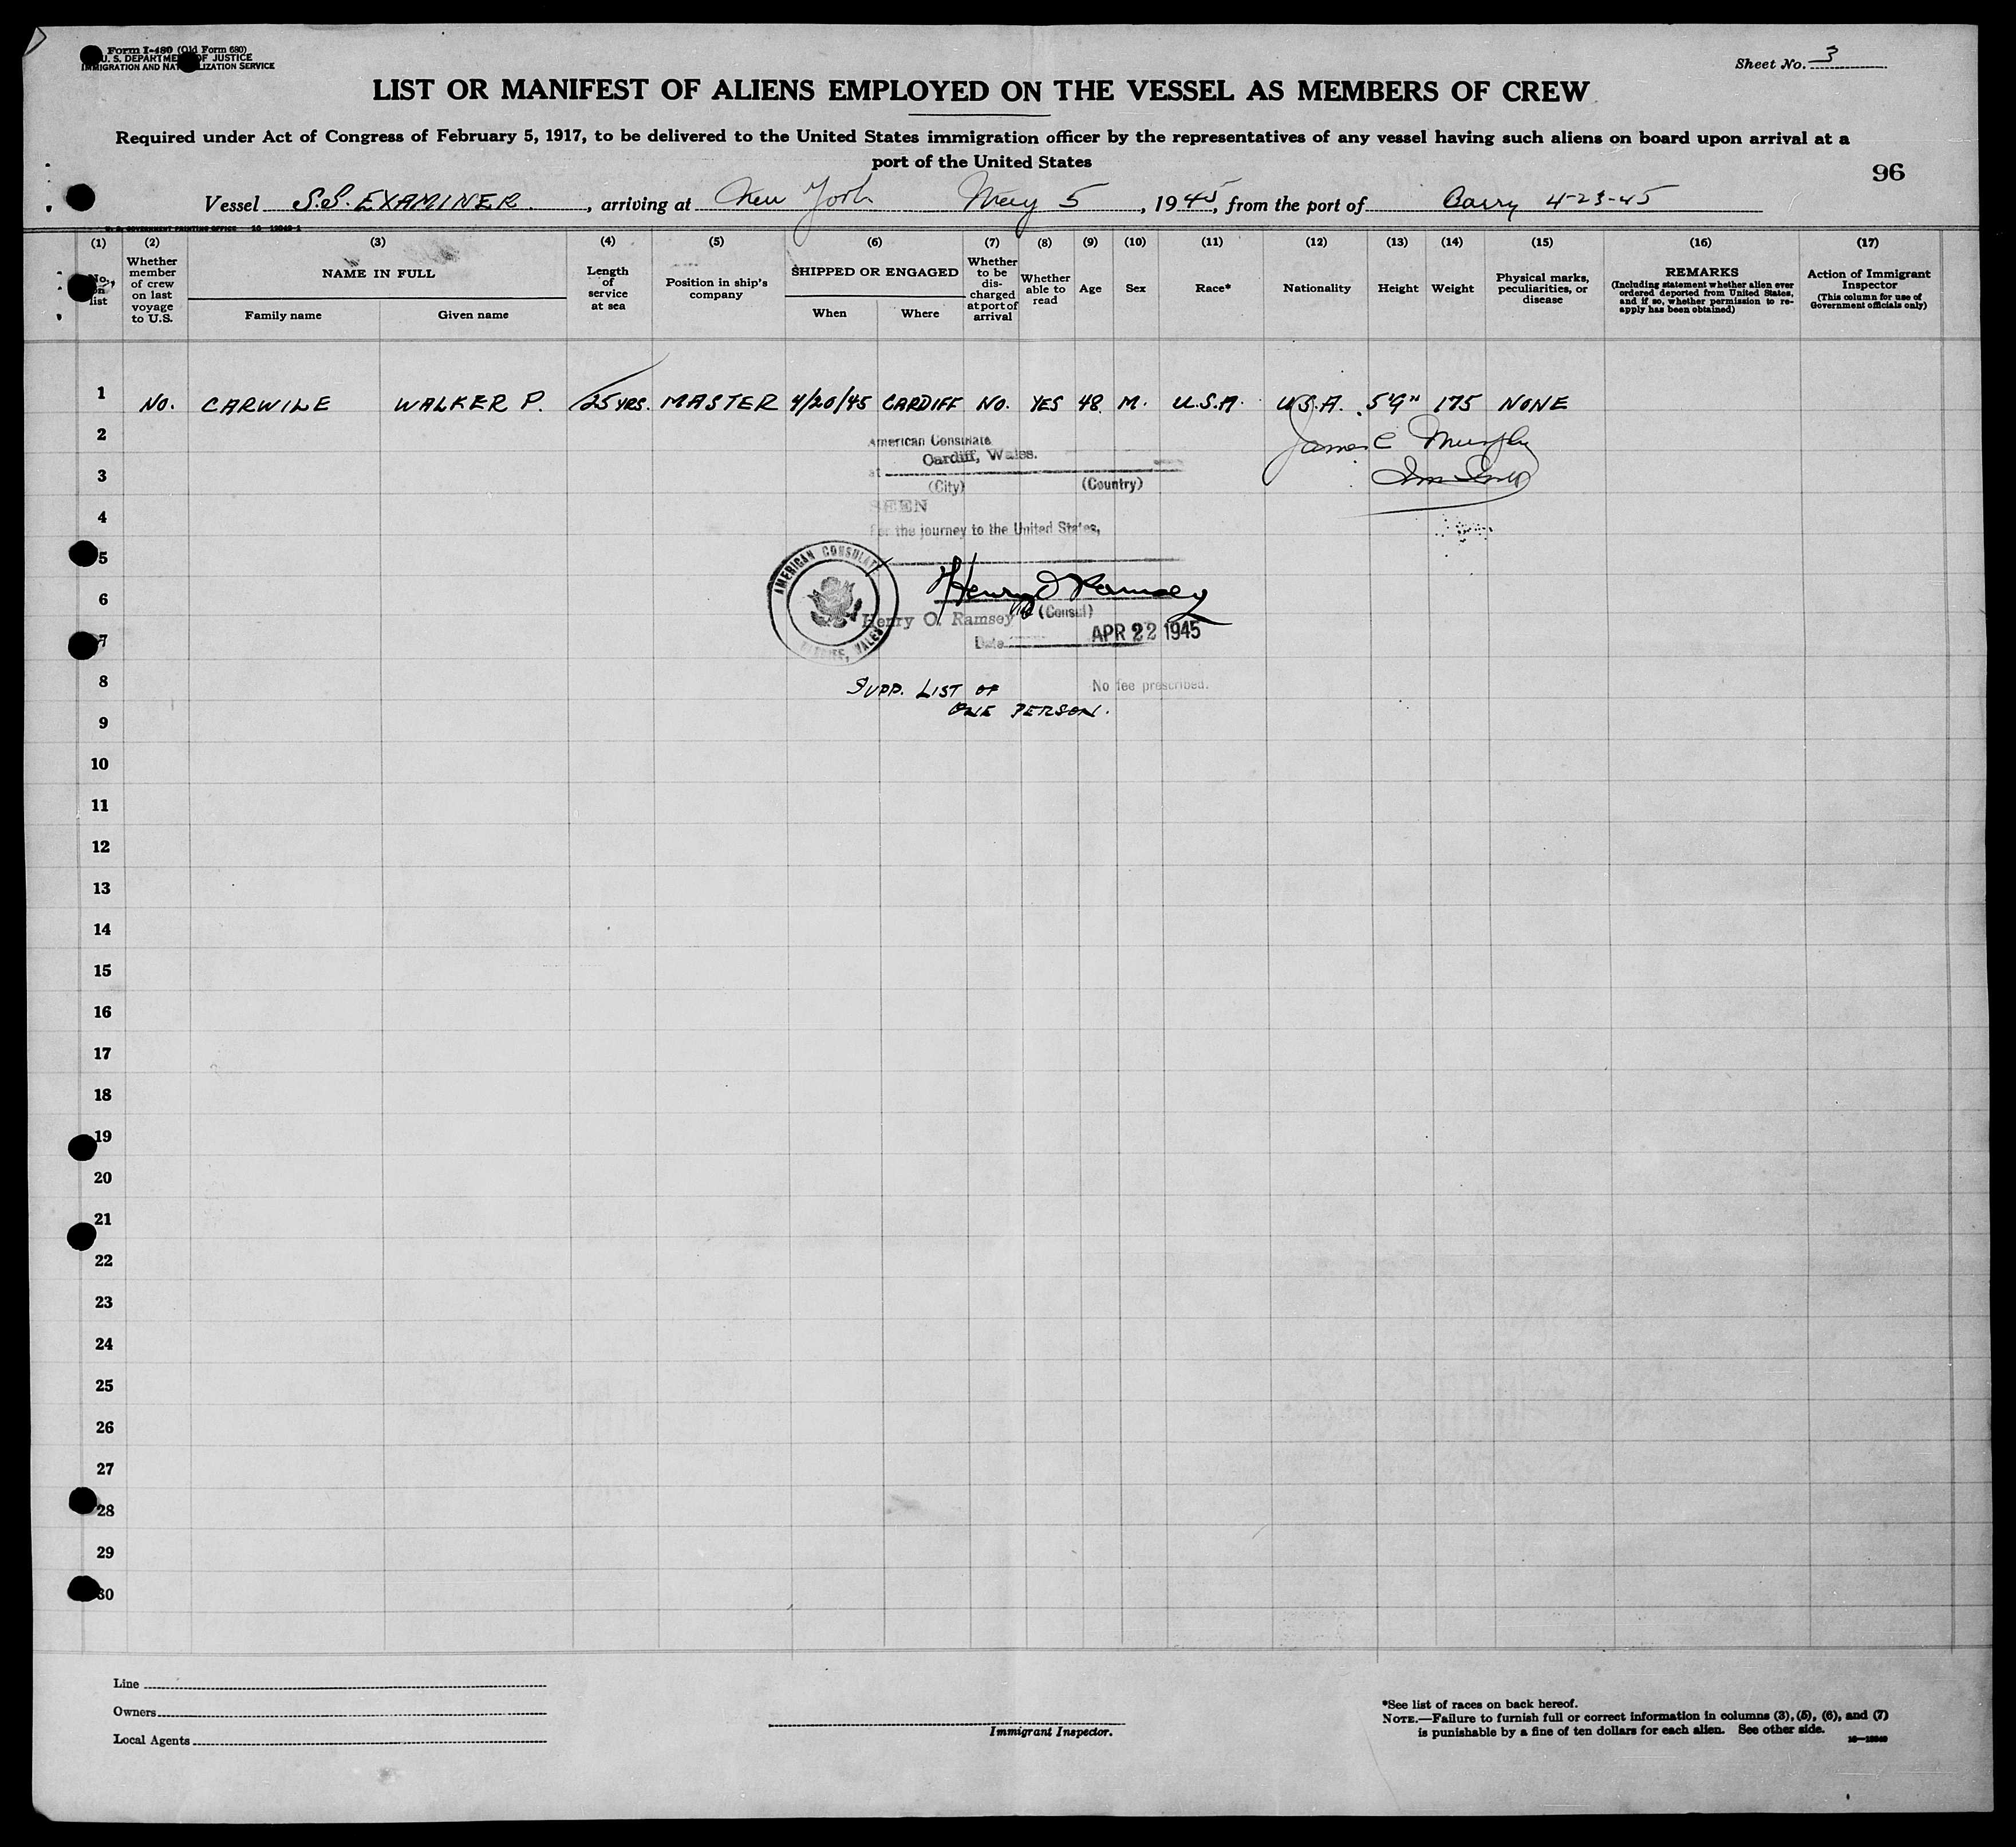 Form I-480 (Old Form 680)
U. S. DEPARTMENT OF JUSTICE
IMMIGRATION AND NATURALIZATION SERVICE
Sheet No. 3
LIST OR MANIFEST OF ALIENS EMPLOYED ON THE VESSEL AS MEMBERS OF CREW
Required under Act of Congress of February 5, 1917, to be delivered to the United States immigration officer by the representatives of any vessel having such aliens on board upon arrival at a
port of the United States
96
Vessel S.S. EXAMINER, arriving at New York May 5, 1945, from the port of Barry 4-23-45
U. S. GOVERNMENT PRINTING OFFICE
(1) No. on list
(2) Whether member of crew on last voyage to U.S.
(3) NAME IN FULL
Family name Given name
(4) Length of service at sea
(5) Position in ship's company
(6) SHIPPED OR ENGAGED
When Where
(7) Whether to be discharged at port of arrival
(8) Whether able to read
(9) Age
(10) Sex
(11) Race*
(12) Nationality
(13) Height
(14) Weight
(15) Physical marks, peculiarities, or disease
(16) REMARKS
(Including statement whether alien ever ordered deported from United States, and if so, whether permission to re-apply has been obtained)
(17) Action of Immigrant Inspector
(This column for use of Government officials only)
1 No. CARWILE WALKER P. 25 YRS. MASTER 4/20/45 CARDIFF NO. YES 48 M. U.S.A. U.S.A. 5'9" 175 NONE
2
James C Murphy
3
4
5
6
7
8
9
10
11
12
13
14
15
16
17
18
19
20
21
22
23
24
25
26
27
28
29
30
American Consulate
at Cardiff, Wales.
(City) (Country)
SEEN
For the journey to the United States,
AMERICAN CONSULATE
CARDIFF, WALES
Henry O Ramsey
Henry O. Ramsey
(Consul)
Date APR 22 1945
No fee prescribed.
SUPP. LIST OF
ONE PERSON.
Line
Owners
Local Agents
Immigrant Inspector.
*See list of races on back hereof.
NOTE.—Failure to furnish full or correct information in columns (3), (5), (6), and (7)
is punishable by a fine of ten dollars for each alien. See other side.